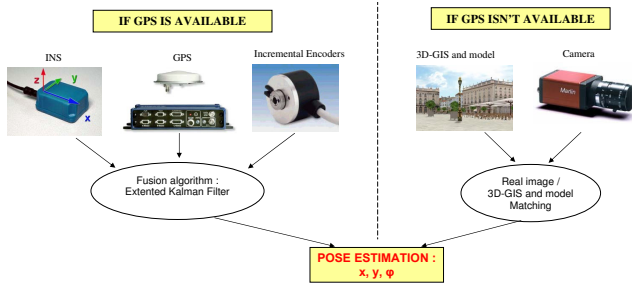 IF GPS IS AVAILABLE
IF GPS ISN'T AVAILABLE
INS
GPS
Incremental Encoders
3D-GIS and model
Camera
z
y
x
Marlin
Fusion algorithm :
Extented Kalman Filter
Real image /
3D-GIS and model
Matching
POSE ESTIMATION :
x, y, φ